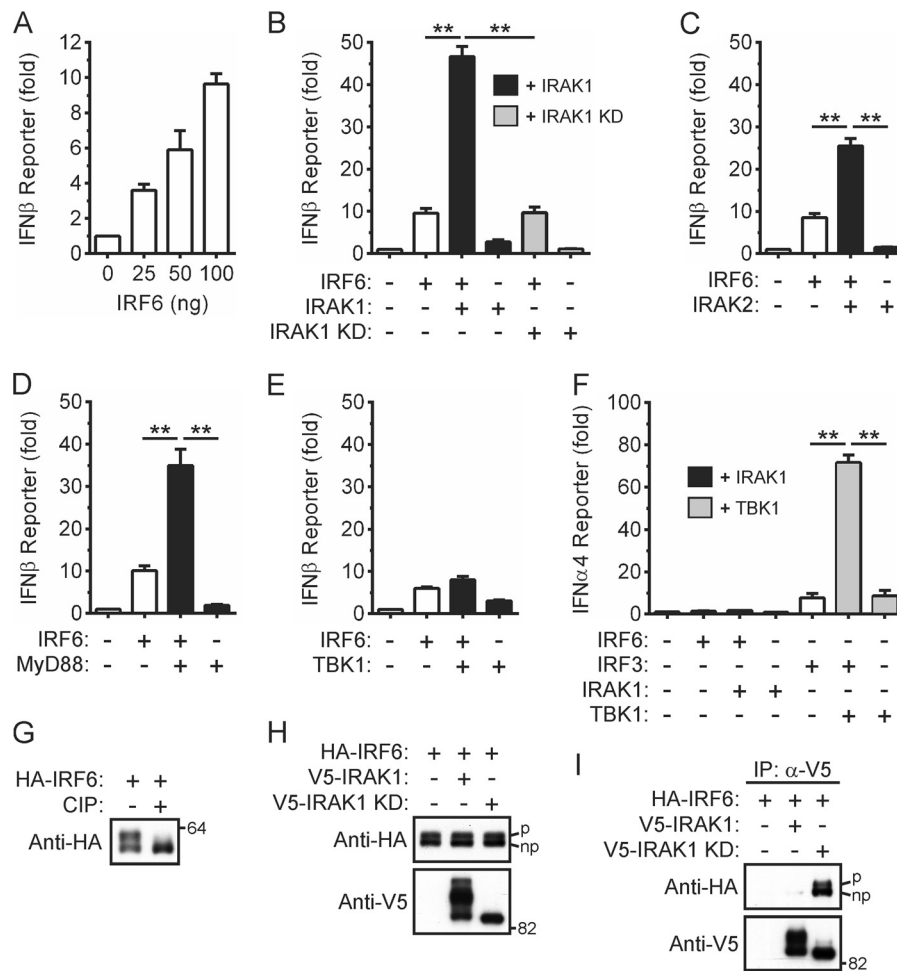 A
IFNβ Reporter (fold)
12
10
8
6
4
2
0
0 25 50 100
IRF6 (ng)
B
IFNβ Reporter (fold)
50
40
30
20
10
0
** **
+ IRAK1
+ IRAK1 KD
IRF6: - + + - + -
IRAK1: - - + + - -
IRAK1 KD: - - - - + +
C
IFNβ Reporter (fold)
50
40
30
20
10
0
** **
IRF6: - + + -
IRAK2: - - + +
D
IFNβ Reporter (fold)
50
40
30
20
10
0
** **
IRF6: - + + -
MyD88: - - + +
E
IFNβ Reporter (fold)
50
40
30
20
10
0
IRF6: - + + -
TBK1: - - + +
F
IFNα4 Reporter (fold)
100
80
60
40
20
0
** **
+ IRAK1
+ TBK1
IRF6: - + + - - - -
IRF3: - - - - + + -
IRAK1: - - + + - - -
TBK1: - - - - - + +
G
HA-IRF6: + +
CIP: - +
Anti-HA
64
H
HA-IRF6: + + +
V5-IRAK1: - + -
V5-IRAK1 KD: - - +
Anti-HA
p
np
Anti-V5
82
I
IP: α-V5
HA-IRF6: + + +
V5-IRAK1: - + -
V5-IRAK1 KD: - - +
Anti-HA
p
np
Anti-V5
82